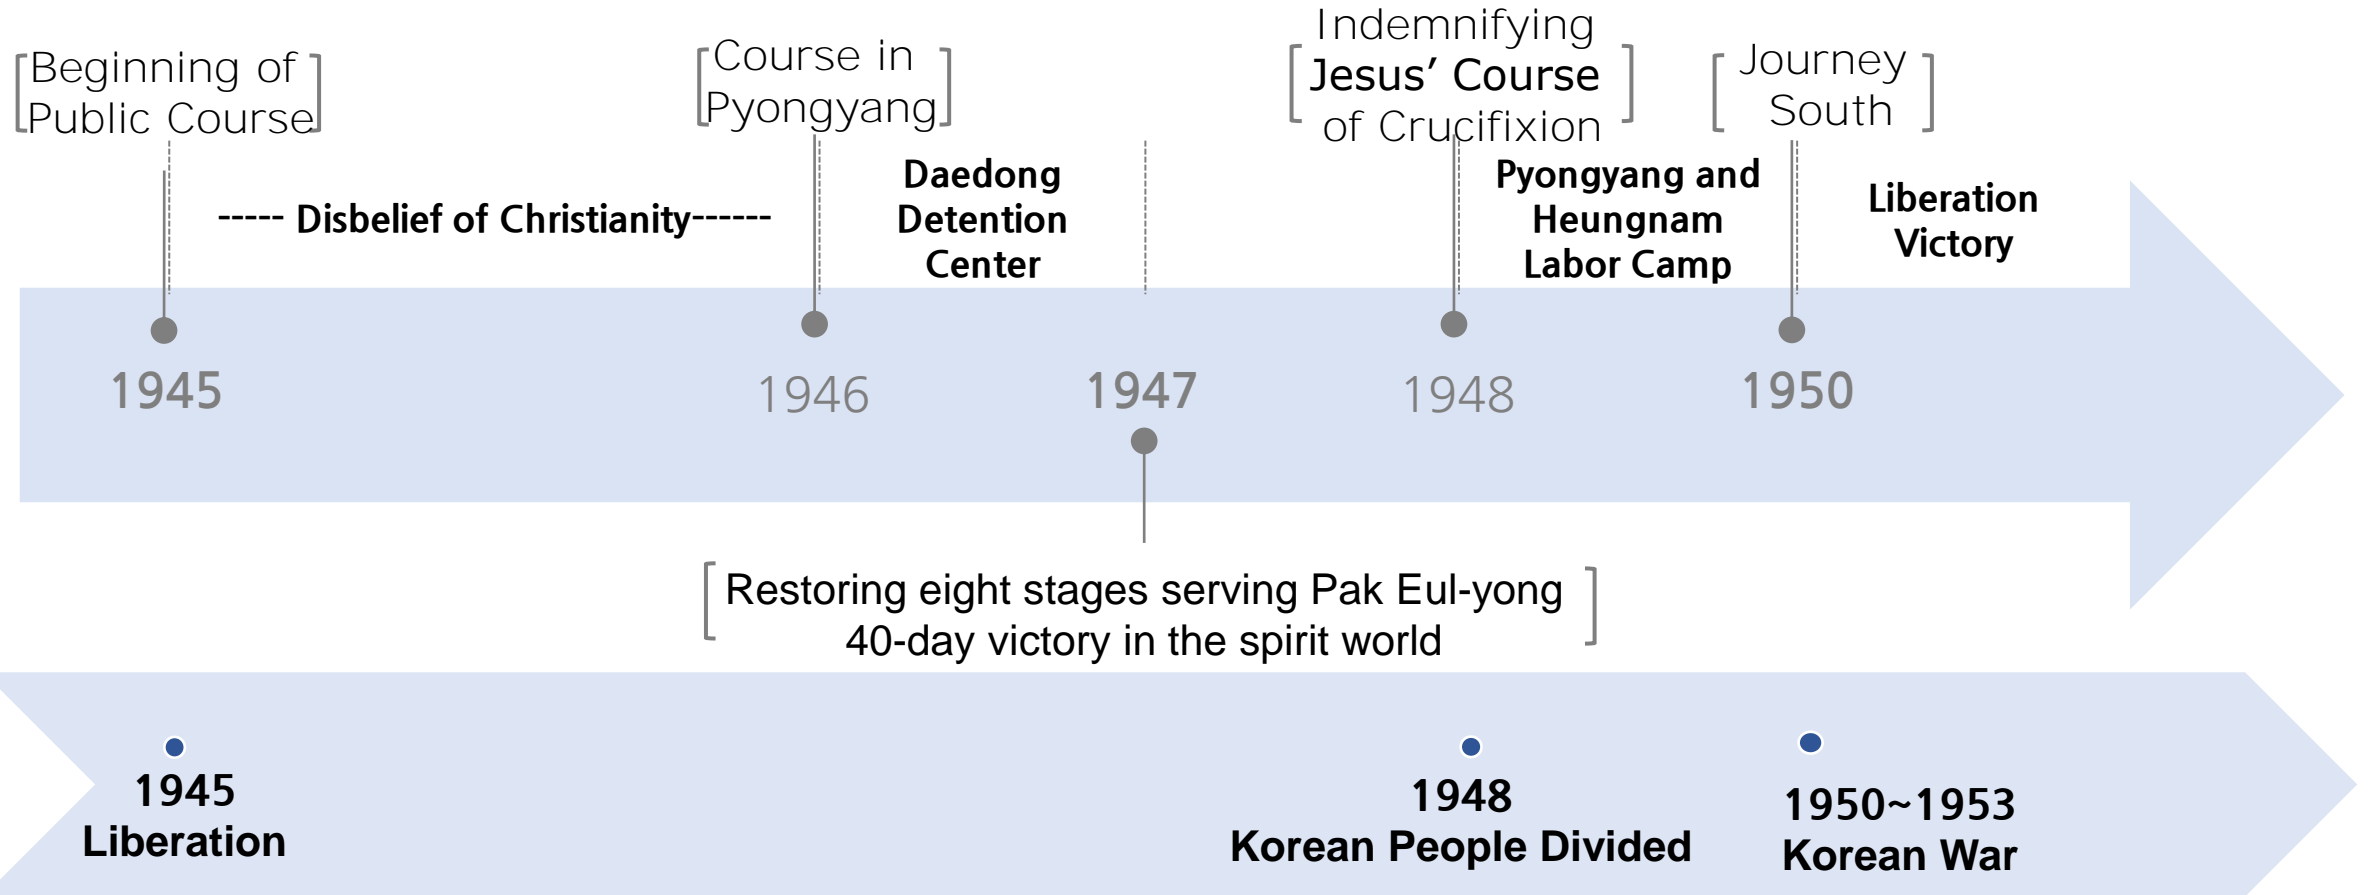 Beginning of
Public Course
Course in
Pyongyang
Indemnifying
Jesus’ Course
of Crucifixion
Journey
South
----- Disbelief of Christianity------
Daedong
Detention
Center
Pyongyang and
Heungnam
Labor Camp
Liberation
Victory
1945
1946
1947
1948
1950
Restoring eight stages serving Pak Eul-yong
40-day victory in the spirit world
1945
Liberation
1948
Korean People Divided
1950~1953
Korean War